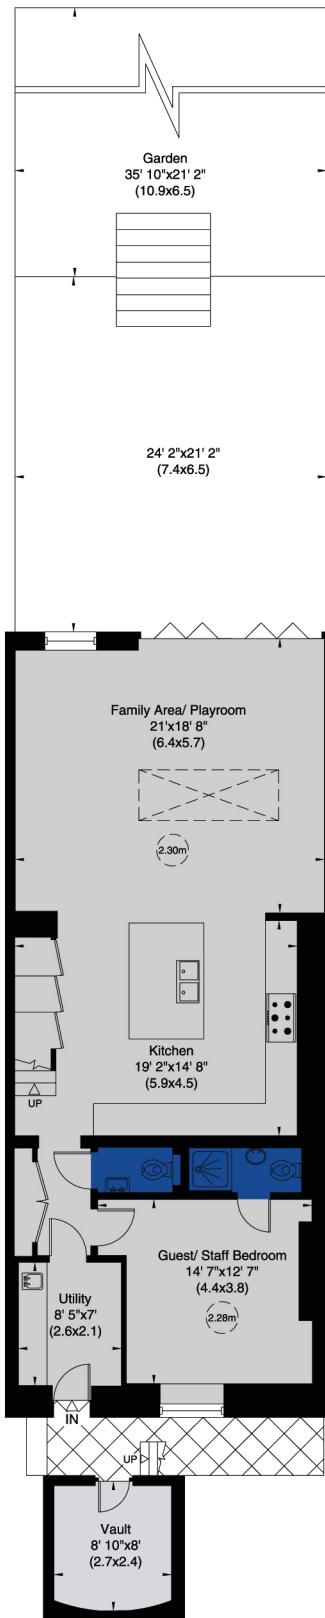 Garden
35' 10"x21' 2"
(10.9x6.5)
24' 2"x21' 2"
(7.4x6.5)
Family Area/ Playroom
21'x18' 8"
(6.4x5.7)
2.30m
Kitchen
19' 2"x14' 8"
(5.9x4.5)
UP
Guest/ Staff Bedroom
14' 7"x12' 7"
(4.4x3.8)
2.28m
Utility
8' 5"x7'
(2.6x2.1)
IN
UP
Vault
8' 10"x8'
(2.7x2.4)